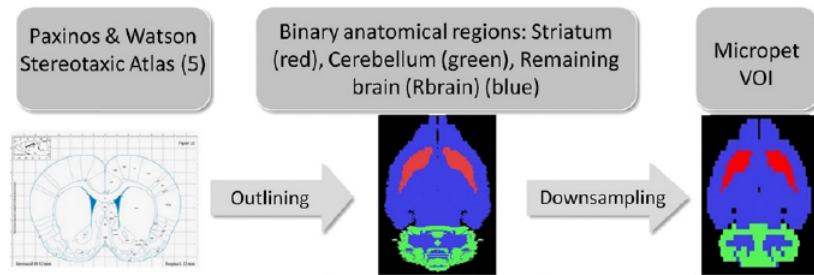 Paxinos & Watson
Stereotaxic Atlas (5)
Binary anatomical regions: Striatum
(red), Cerebellum (green), Remaining
brain (Rbrain) (blue)
Micropet
VOI
Outlining
Downsampling